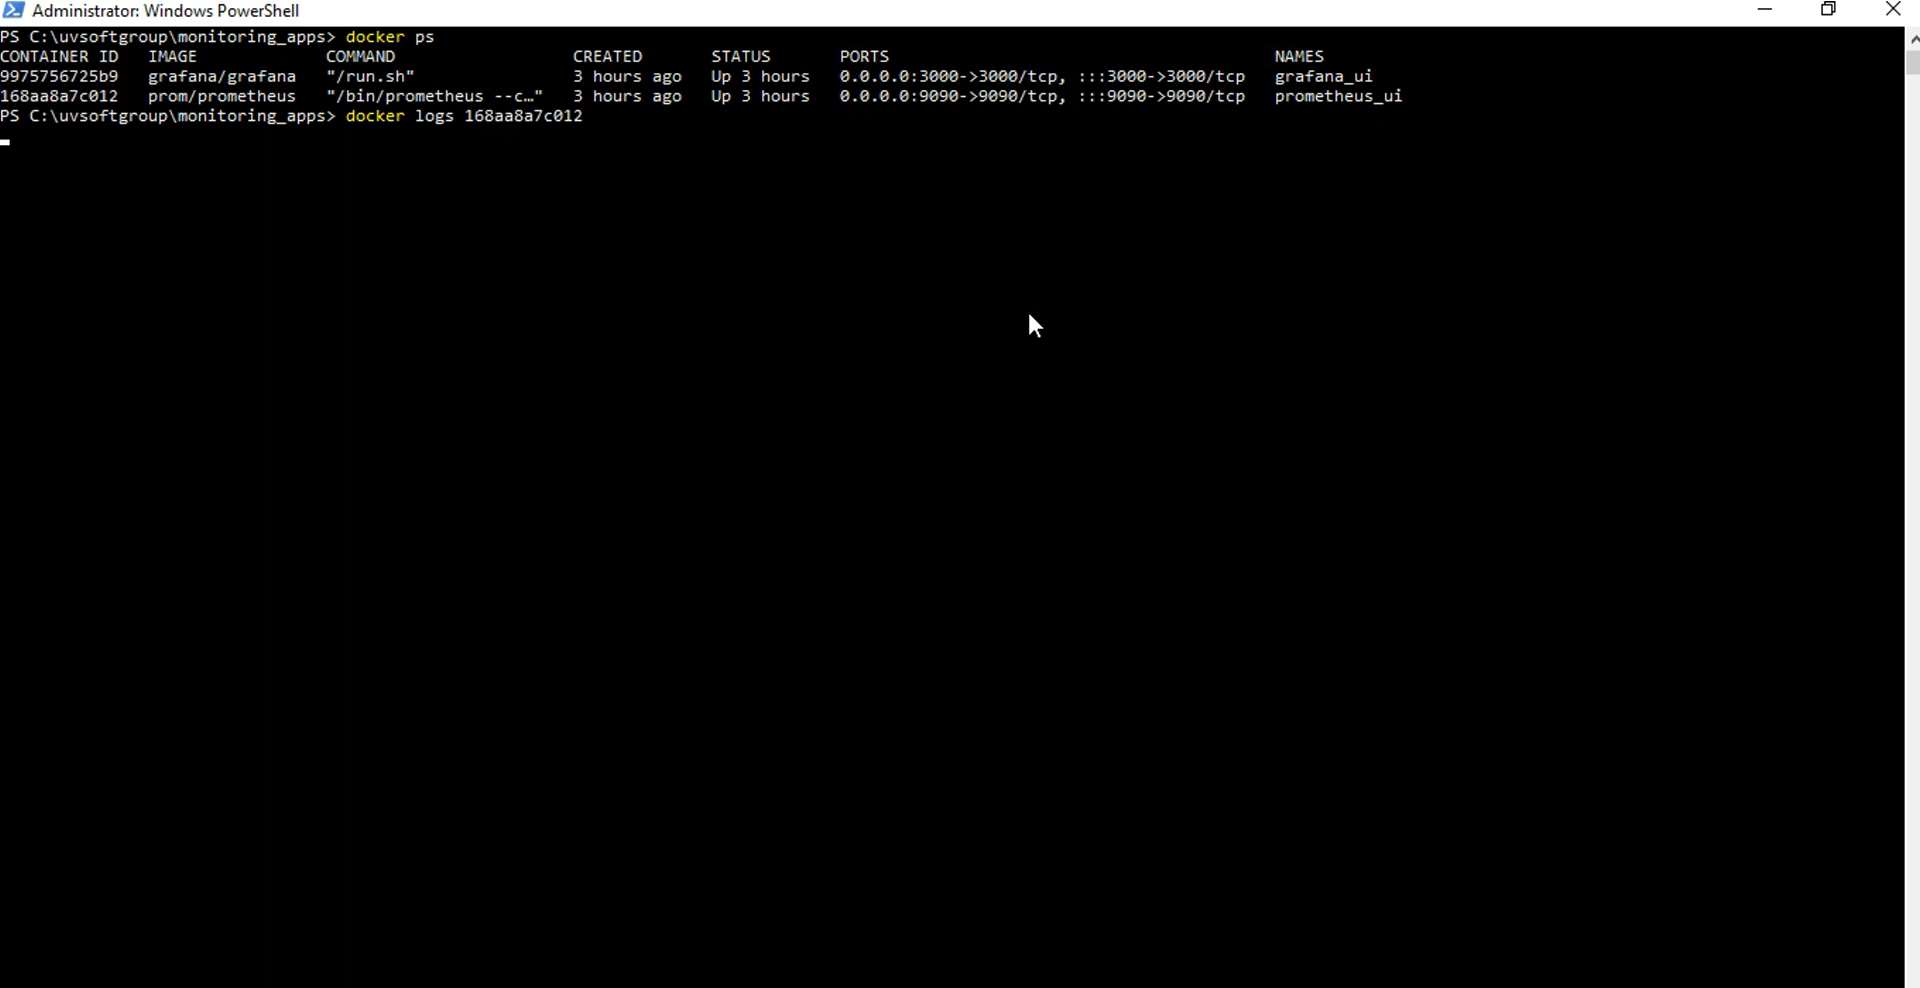 Administrator: Windows PowerShell
PS C:\uvsoftgroup\monitoring_apps> docker ps
CONTAINER ID   IMAGE             COMMAND                  CREATED       STATUS       PORTS                                       NAMES
9975756725b9   grafana/grafana   "/run.sh"                3 hours ago   Up 3 hours   0.0.0.0:3000->3000/tcp, :::3000->3000/tcp   grafana_ui
168aa8a7c012   prom/prometheus   "/bin/prometheus --c…"   3 hours ago   Up 3 hours   0.0.0.0:9090->9090/tcp, :::9090->9090/tcp   prometheus_ui
PS C:\uvsoftgroup\monitoring_apps> docker logs 168aa8a7c012